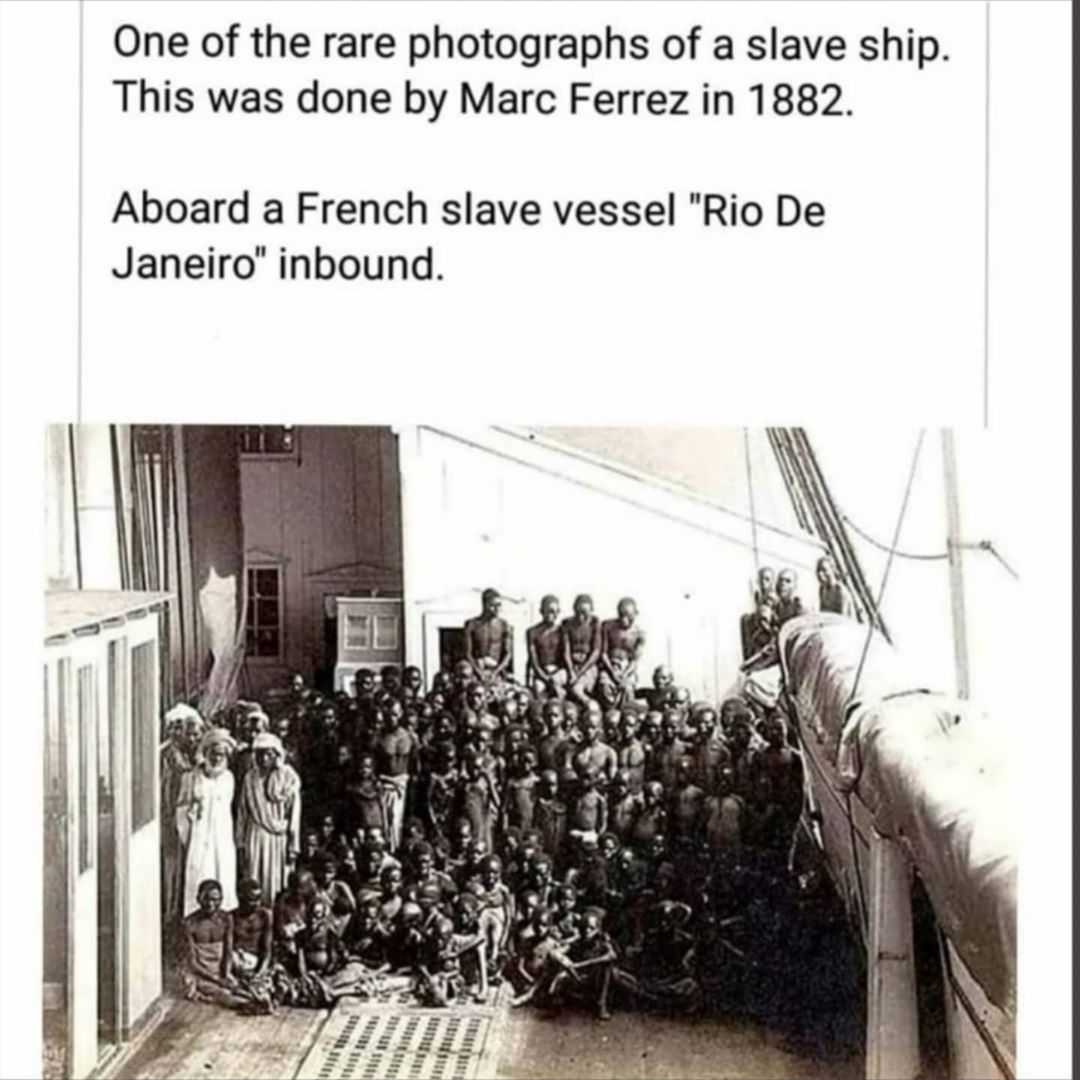 One of the rare photographs of a slave ship.
This was done by Marc Ferrez in 1882.
Aboard a French slave vessel "Rio De
Janeiro" inbound.